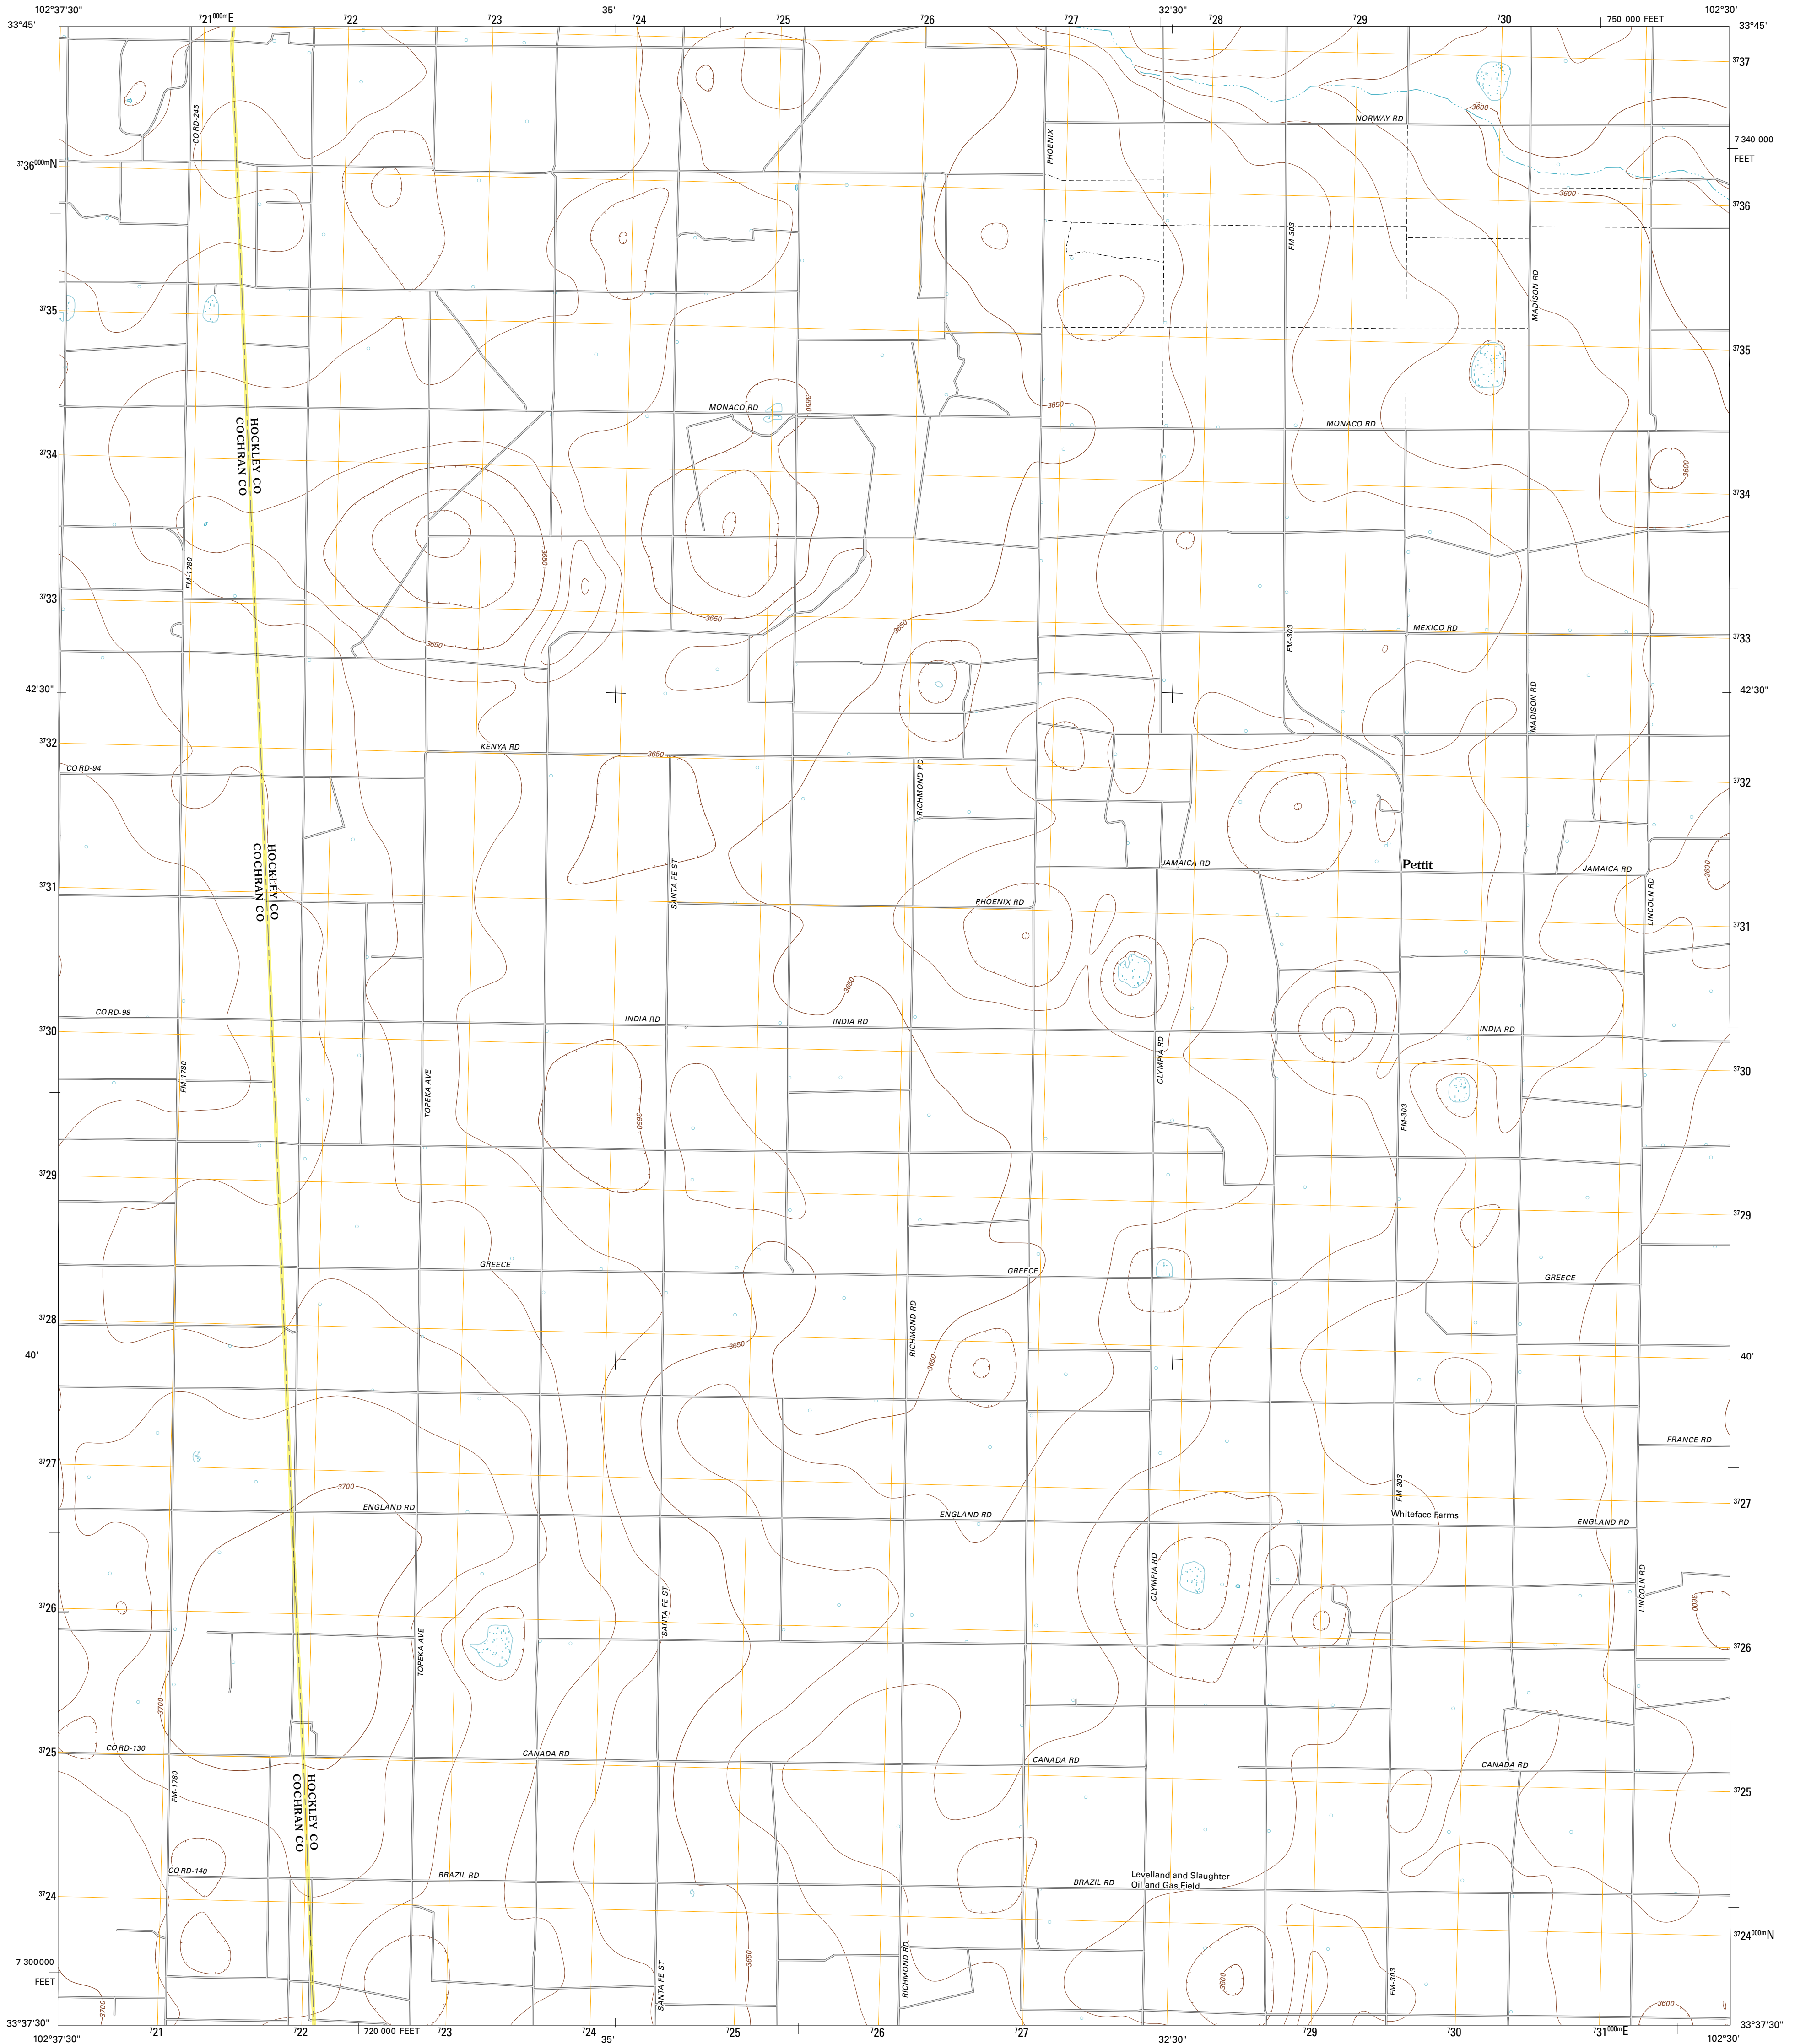 102°37'30"
⁷21⁰⁰⁰ᵐE
⁷22
⁷23
35'
⁷24
⁷25
⁷26
⁷27
32'30"
⁷28
⁷29
⁷30
750 000 FEET
102°30'
33°45'
33°45'
³⁷37
3600
NORWAY RD
CORD-245
PHOENIX
7 340 000
FEET
³⁷36⁰⁰⁰ᵐN
3600
³⁷36
FM-303
MADISON RD
³⁷35
³⁷35
3650
3650
MONACO RD
MONACO RD
HOCKLEY CO
COCHRAN CO
³⁷34
3600
³⁷34
3650
FM-1780
³⁷33
3650
3650
3650
MEXICO RD
FM-303
³⁷33
42'30"
42'30"
MADISON RD
³⁷32
KENYA RD
3650
CORD-94
RICHMOND RD
³⁷32
HOCKLEY CO
COCHRAN CO
JAMAICA RD
Pettit
JAMAICA RD
3600
SANTA FE ST
³⁷31
LINCOLN RD
PHOENIX RD
³⁷31
3650
CORD-98
INDIA RD
INDIA RD
INDIA RD
³⁷30
OLYMPIA RD
FM-1780
³⁷30
TOPEKA AVE
3650
FM-303
³⁷29
³⁷29
GREECE
GREECE
GREECE
³⁷28
RICHMOND RD
3650
3650
40'
40'
³⁷28
FRANCE RD
³⁷27
3700
FM-303
³⁷27
ENGLAND RD
ENGLAND RD
Whiteface Farms
ENGLAND RD
OLYMPIA RD
LINCOLN RD
³⁷26
SANTA FE ST
3600
TOPEKA AVE
³⁷26
3700
³⁷25
CORD-130
CANADA RD
CANADA RD
CANADA RD
FM-1780
HOCKLEY CO
COCHRAN CO
³⁷25
CORD-140
BRAZIL RD
Levelland and Slaughter
Oil and Gas Field
BRAZIL RD
³⁷24
³⁷24⁰⁰⁰ᵐN
3650
RICHMOND RD
7 300 000
FEET
SANTA FE ST
3600
FM-303
3700
3600
33°37'30"
33°37'30"
102°37'30"
⁷21
⁷22
720 000 FEET
⁷23
⁷24
35'
⁷25
⁷26
⁷27
32'30"
⁷29
⁷30
⁷31⁰⁰⁰ᵐE
102°30'